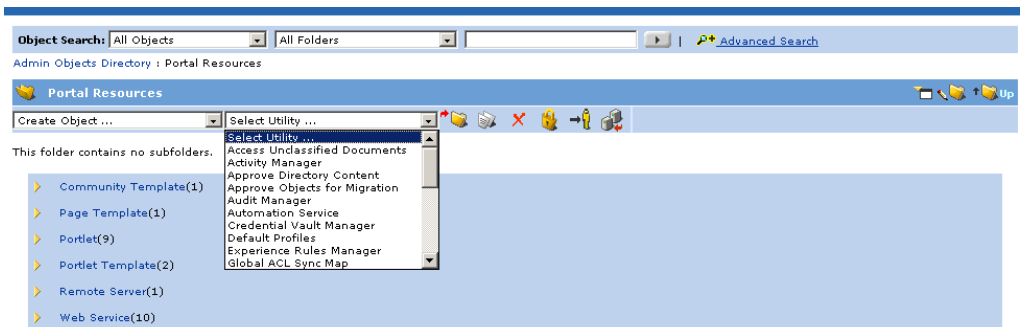 Object Search: All Objects All Folders | Advanced Search
Admin Objects Directory : Portal Resources
Portal Resources Up
Create Object ... Select Utility ...
Select Utility ...
This folder contains no subfolders.
Access Unclassified Documents
Activity Manager
Approve Directory Content
Approve Objects for Migration
Audit Manager
Automation Service
Credential Vault Manager
Default Profiles
Experience Rules Manager
Global ACL Sync Map
Community Template(1)
Page Template(1)
Portlet(9)
Portlet Template(2)
Remote Server(1)
Web Service(10)